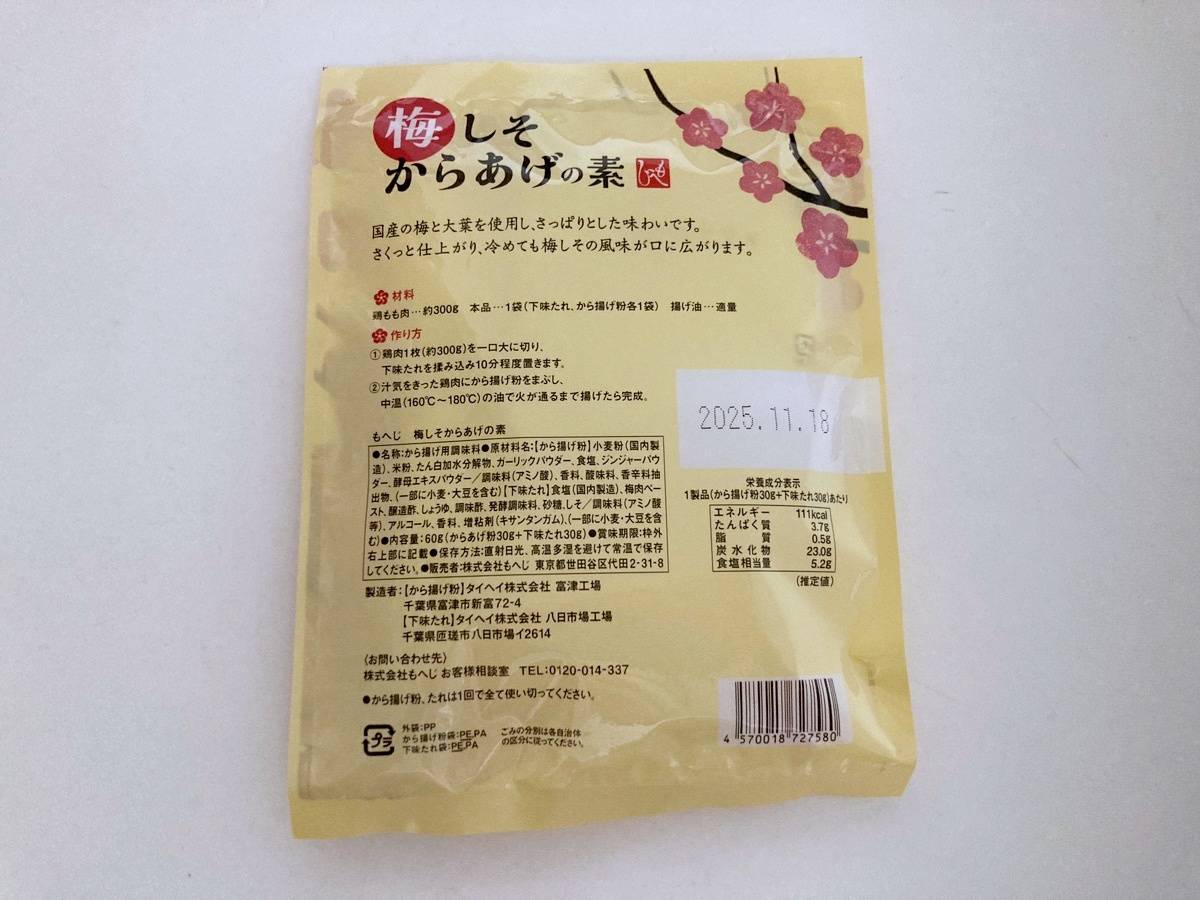 梅しそ
からあげの素
もへじ
国産の梅と大葉を使用し、さっぱりとした味わいです。
さくっと仕上がり、冷めても梅しその風味が口に広がります。
材料
鶏もも肉…約300g 本品…1袋(下味たれ、から揚げ粉各1袋) 揚げ油…適量
作り方
①鶏肉1枚(約300g)を一口大に切り、
下味たれを揉み込み10分程度置きます。
②汁気をきった鶏肉にから揚げ粉をまぶし、
中温(160℃～180℃)の油で火が通るまで揚げたら完成。
2025.11.18
もへじ 梅しそからあげの素
●名称:から揚げ用調味料●原材料名:【から揚げ粉】小麦粉(国内製
造)、米粉、たん白加水分解物、ガーリックパウダー、食塩、ジンジャーパウ
ダー、酵母エキスパウダー／調味料(アミノ酸)、香料、酸味料、香辛料抽
出物、(一部に小麦・大豆を含む)【下味たれ】食塩(国内製造)、梅肉ペー
スト、醸造酢、しょうゆ、調味酢、発酵調味料、砂糖、しそ／調味料(アミノ酸
等)、アルコール、香料、増粘剤(キサンタンガム)、(一部に小麦・大豆を含
む)●内容量:60g(からあげ粉30g+下味たれ30g)●賞味期限:枠外
右上部に記載●保存方法:直射日光、高温多湿を避けて常温で保存
してください。●販売者:株式会社もへじ 東京都世田谷区代田2-31-8
栄養成分表示
1製品(から揚げ粉30g+下味たれ30g)あたり
エネルギー 111kcal
たんぱく質 3.7g
脂質 0.5g
炭水化物 23.0g
食塩相当量 5.2g
(推定値)
製造者:【から揚げ粉】タイヘイ株式会社 富津工場
千葉県富津市新富72-4
【下味たれ】タイヘイ株式会社 八日市場工場
千葉県匝瑳市八日市場イ2614
〈お問い合わせ先〉
株式会社もへじ お客様相談室 TEL:0120-014-337
●から揚げ粉、たれは1回で全て使い切ってください。
プラ
外袋:PP
から揚げ粉袋:PE,PA
下味たれ袋:PE,PA
ごみの分別は各自治体
の区分に従ってください。
4 570018 727580